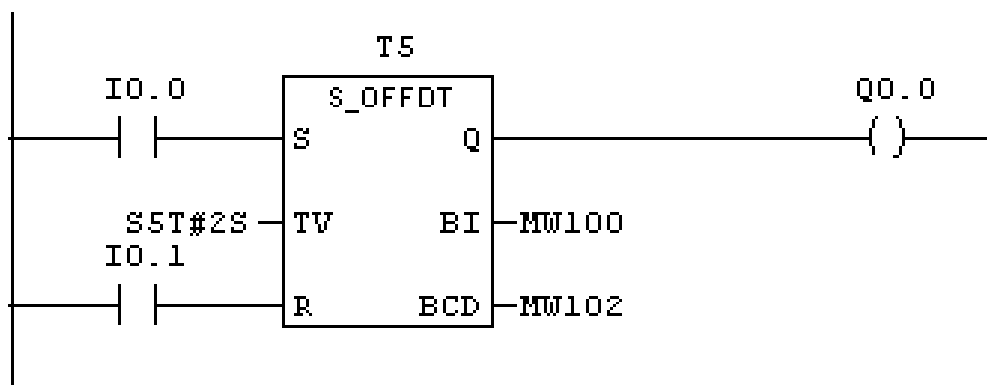 T5
I0.0
S_OFFDT
Q0.0
S
Q
S5T#2S
TV
BI
MW100
I0.1
R
BCD
MW102